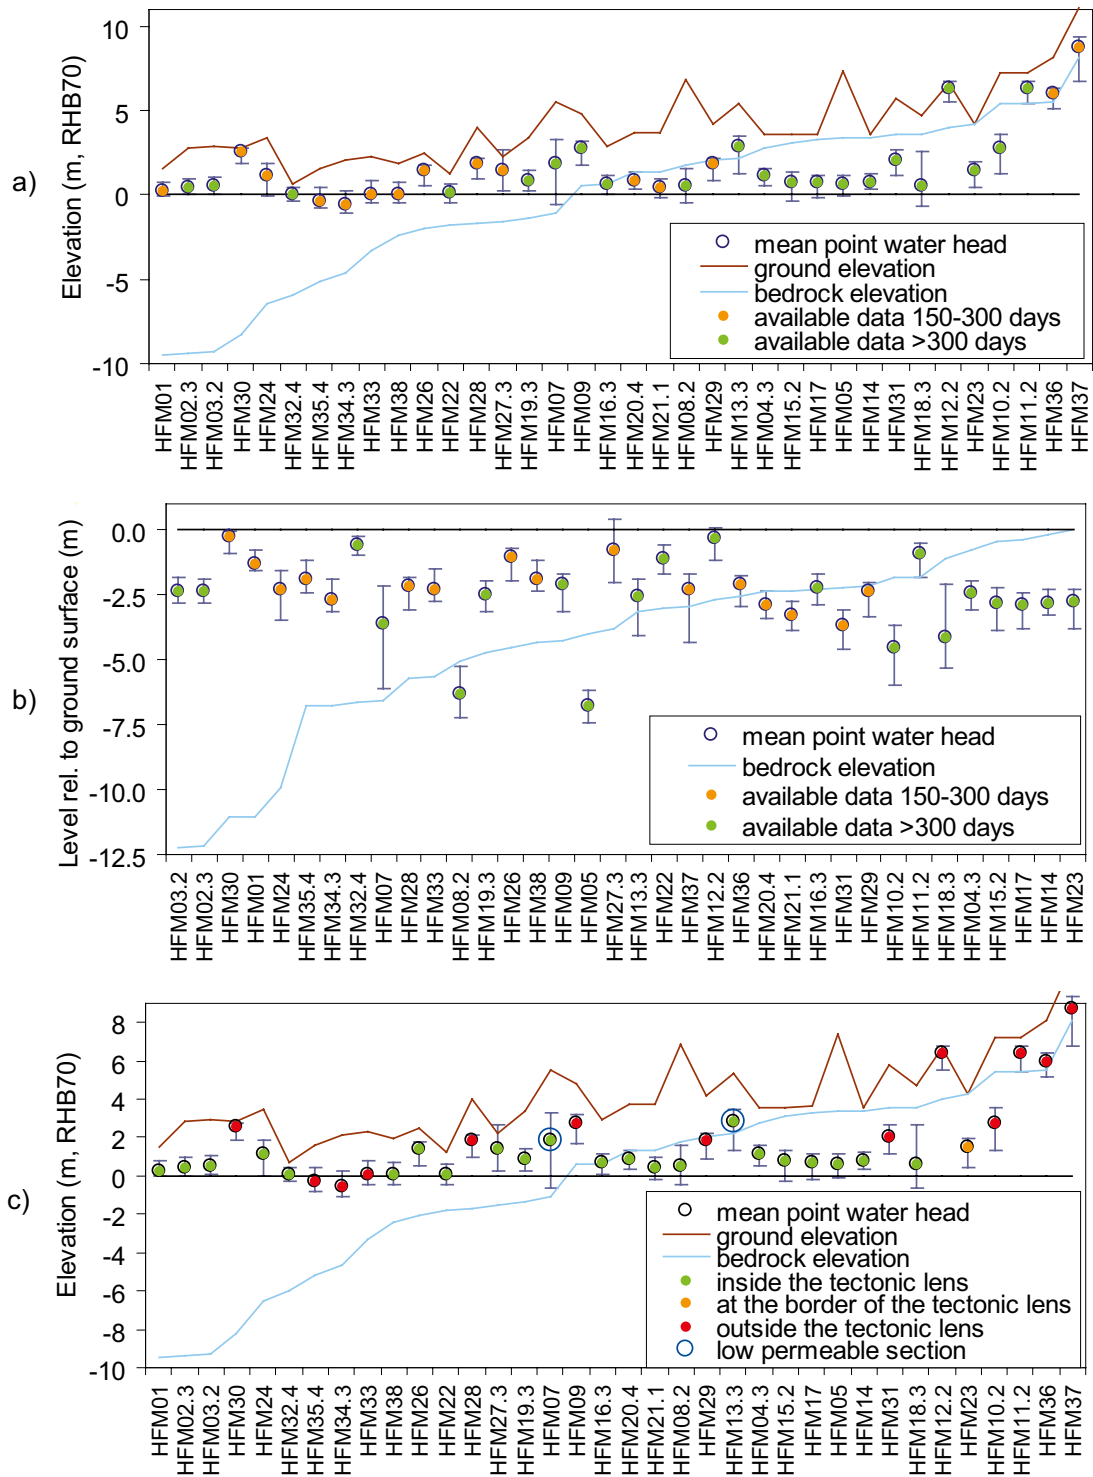 a)
Elevation (m, RHB70)
10
5
0
-5
-10
mean point water head
ground elevation
bedrock elevation
available data 150-300 days
available data >300 days
HFM01
HFM02.3
HFM03.2
HFM30
HFM24
HFM32.4
HFM35.4
HFM34.3
HFM33
HFM38
HFM26
HFM22
HFM28
HFM27.3
HFM19.3
HFM07
HFM09
HFM16.3
HFM20.4
HFM21.1
HFM08.2
HFM29
HFM13.3
HFM04.3
HFM15.2
HFM17
HFM05
HFM14
HFM31
HFM18.3
HFM12.2
HFM23
HFM10.2
HFM11.2
HFM36
HFM37
b)
Level rel. to ground surface (m)
0.0
-2.5
-5.0
-7.5
-10.0
-12.5
mean point water head
bedrock elevation
available data 150-300 days
available data >300 days
HFM03.2
HFM02.3
HFM30
HFM01
HFM24
HFM35.4
HFM34.3
HFM32.4
HFM07
HFM28
HFM33
HFM08.2
HFM19.3
HFM26
HFM38
HFM09
HFM05
HFM27.3
HFM13.3
HFM22
HFM37
HFM12.2
HFM36
HFM20.4
HFM21.1
HFM16.3
HFM31
HFM29
HFM10.2
HFM11.2
HFM18.3
HFM04.3
HFM15.2
HFM17
HFM14
HFM23
c)
Elevation (m, RHB70)
8
6
4
2
0
-2
-4
-6
-8
-10
mean point water head
ground elevation
bedrock elevation
inside the tectonic lens
at the border of the tectonic lens
outside the tectonic lens
low permeable section
HFM01
HFM02.3
HFM03.2
HFM30
HFM24
HFM32.4
HFM35.4
HFM34.3
HFM33
HFM38
HFM26
HFM22
HFM28
HFM27.3
HFM19.3
HFM07
HFM09
HFM16.3
HFM20.4
HFM21.1
HFM08.2
HFM29
HFM13.3
HFM04.3
HFM15.2
HFM17
HFM05
HFM14
HFM31
HFM18.3
HFM12.2
HFM23
HFM10.2
HFM11.2
HFM36
HFM37